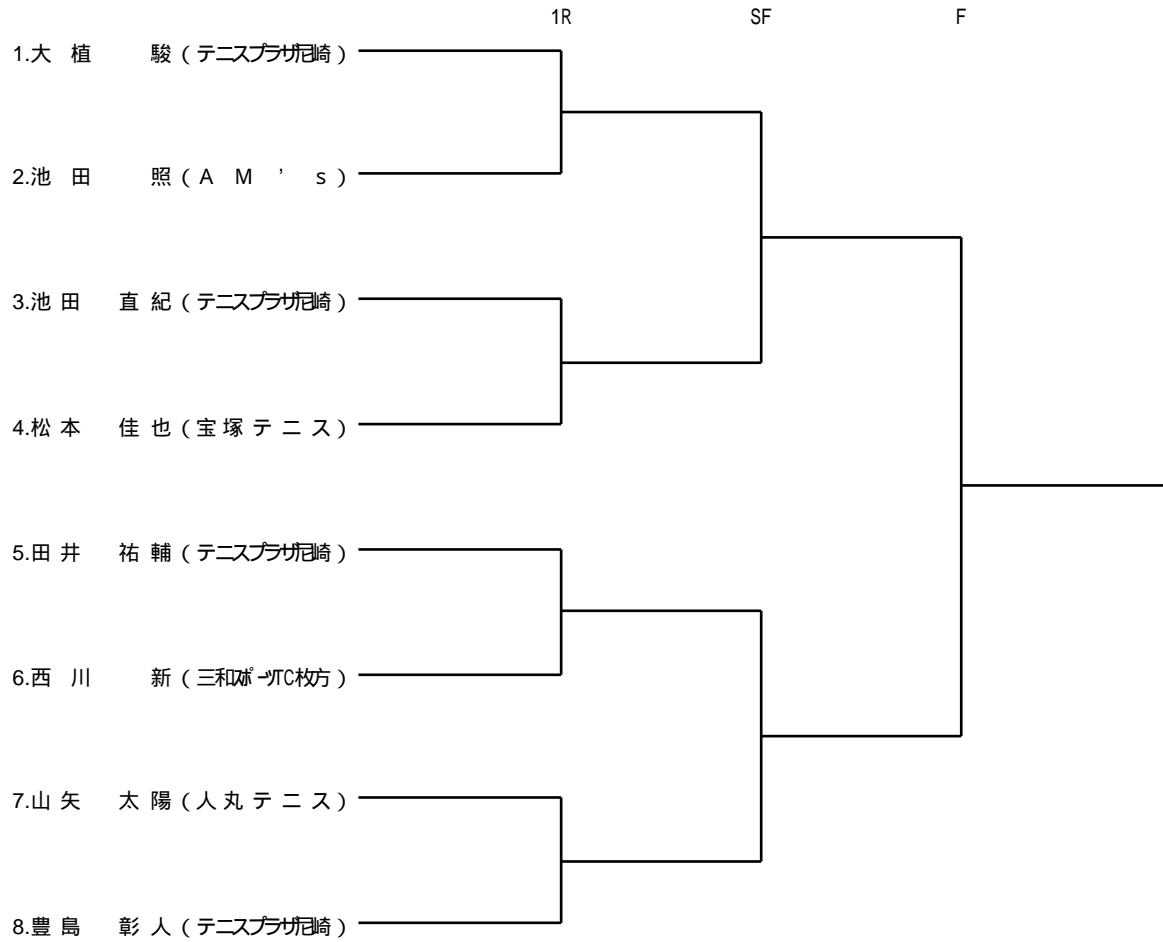 1R SF F
1.大 植 駿 ( テニスプラザ尼崎 )
2.池 田 照 ( A M ' s )
3.池 田 直 紀 ( テニスプラザ尼崎 )
4.松 本 佳 也 ( 宝 塚 テ ニ ス )
5.田 井 祐 輔 ( テニスプラザ尼崎 )
6.西 川 新 ( 三和スポーツTC枚方 )
7.山 矢 太 陽 ( 人 丸 テ ニ ス )
8.豊 島 彰 人 ( テニスプラザ尼崎 )